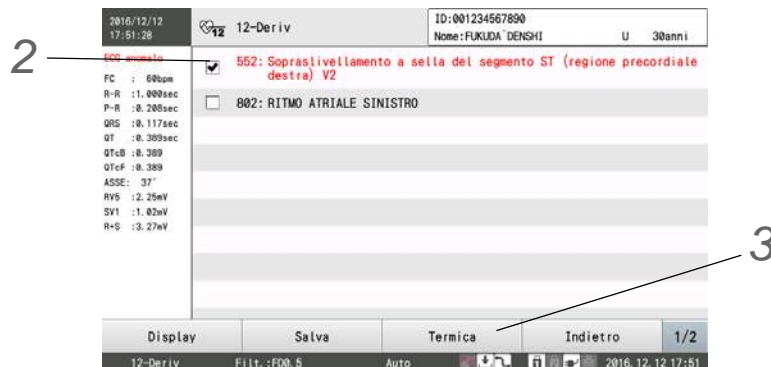 2016/12/12
17:51:28
12 12-Deriv
ID:001234567890
Nome:FUKUDA DENSHI U 30anni
2
ECG anomalo
FC : 60bpm
R-R :1.000sec
P-R :0.208sec
QRS :0.117sec
QT :0.389sec
QTcB :0.389
QTcF :0.389
ASSE: 37°
RV5 :2.25mV
SV1 :1.02mV
R+S :3.27mV
552: Sopraslivellamento a sella del segmento ST (regione precordiale
destra) V2
802: RITMO ATRIALE SINISTRO
3
Display Salva Termica Indietro 1/2
12-Deriv Filt.:FD0.5 Auto 2016.12.12 17:51